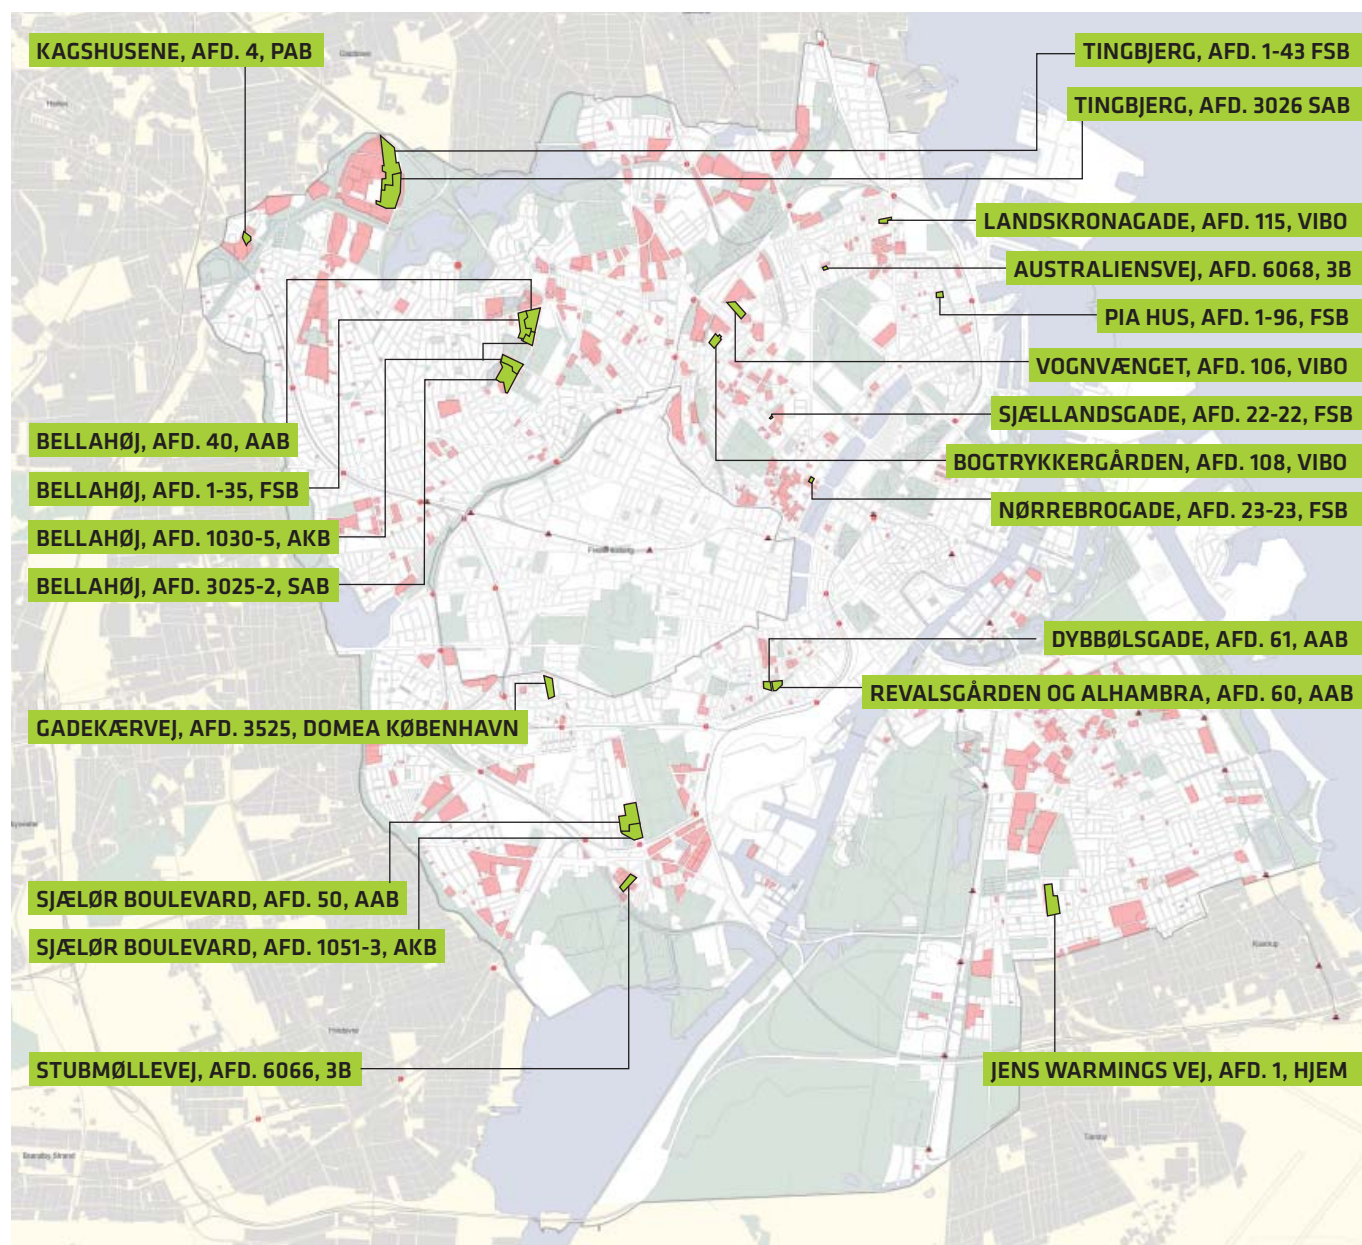 KAGSHUSENE, AFD. 4, PAB
TINGBJERG, AFD. 1-43 FSB
TINGBJERG, AFD. 3026 SAB
LANDSKRONAGADE, AFD. 115, VIBO
AUSTRALIENSVEJ, AFD. 6068, 3B
PIA HUS, AFD. 1-96, FSB
VOGNVÆNGET, AFD. 106, VIBO
SJÆLLANDSGADE, AFD. 22-22, FSB
BOGTRYKKERGÅRDEN, AFD. 108, VIBO
NØRREBROGADE, AFD. 23-23, FSB
BELLAHØJ, AFD. 40, AAB
BELLAHØJ, AFD. 1-35, FSB
BELLAHØJ, AFD. 1030-5, AKB
BELLAHØJ, AFD. 3025-2, SAB
DYBBØLSGADE, AFD. 61, AAB
REVALSGÅRDEN OG ALHAMBRA, AFD. 60, AAB
GADEKÆRVEJ, AFD. 3525, DOMEA KØBENHAVN
SJÆLØR BOULEVARD, AFD. 50, AAB
SJÆLØR BOULEVARD, AFD. 1051-3, AKB
Kastrup
Hvidovre
STUBMØLLEVEJ, AFD. 6066, 3B
JENS WARMINGS VEJ, AFD. 1, HJEM
Tårnby
Brøndby Strand